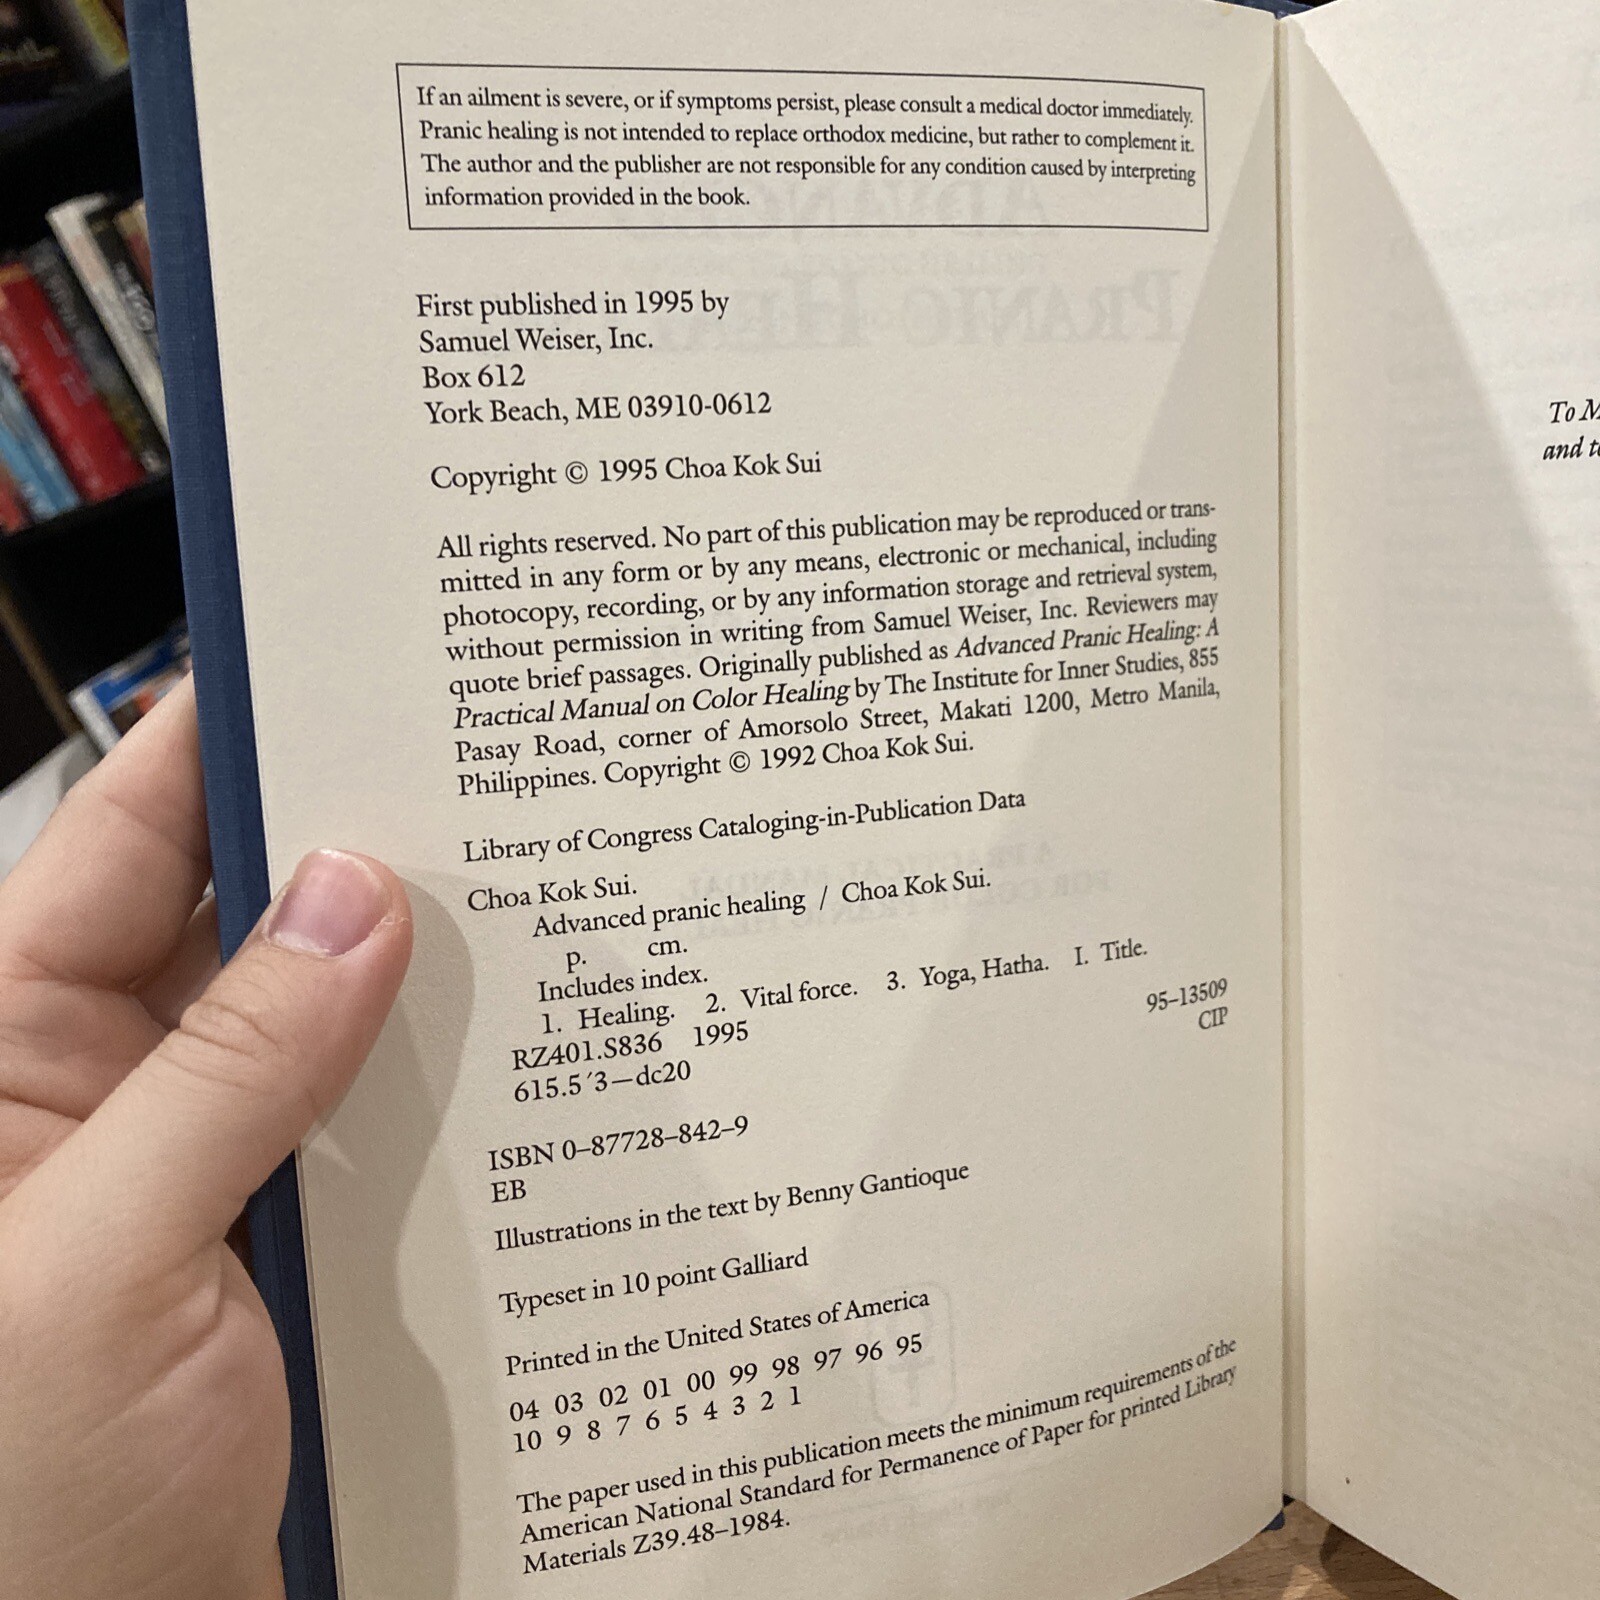 If an ailment is severe, or if symptoms persist, please consult a medical doctor immediately.
Pranic healing is not intended to replace orthodox medicine, but rather to complement it.
The author and the publisher are not responsible for any condition caused by interpreting
information provided in the book.
First published in 1995 by
Samuel Weiser, Inc.
Box 612
York Beach, ME 03910-0612
Copyright © 1995 Choa Kok Sui
All rights reserved. No part of this publication may be reproduced or trans-
mitted in any form or by any means, electronic or mechanical, including
photocopy, recording, or by any information storage and retrieval system,
without permission in writing from Samuel Weiser, Inc. Reviewers may
quote brief passages. Originally published as Advanced Pranic Healing: A
Practical Manual on Color Healing by The Institute for Inner Studies, 855
Pasay Road, corner of Amorsolo Street, Makati 1200, Metro Manila,
Philippines. Copyright © 1992 Choa Kok Sui.
Library of Congress Cataloging-in-Publication Data
Choa Kok Sui.
Advanced pranic healing / Choa Kok Sui.
p. cm.
Includes index.
1. Healing. 2. Vital force. 3. Yoga, Hatha. I. Title.
RZ401.S836 1995
615.5´3—dc20
95–13509
CIP
ISBN 0–87728–842–9
EB
Illustrations in the text by Benny Gantioque
Typeset in 10 point Galliard
Printed in the United States of America
04 03 02 01 00 99 98 97 96 95
10 9 8 7 6 5 4 3 2 1
The paper used in this publication meets the minimum requirements of the
American National Standard for Permanence of Paper for printed Library
Materials Z39.48–1984.
To
and